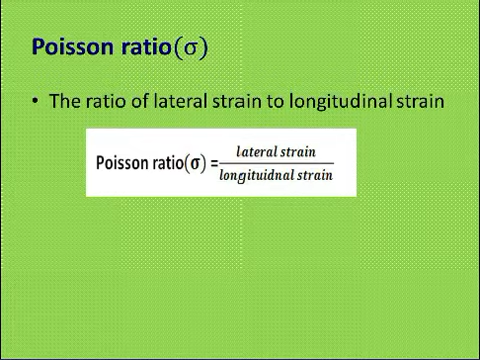 Poisson ratio(σ)
• The ratio of lateral strain to longitudinal strain
Poisson ratio(σ) = lateral strain / longituidnal strain